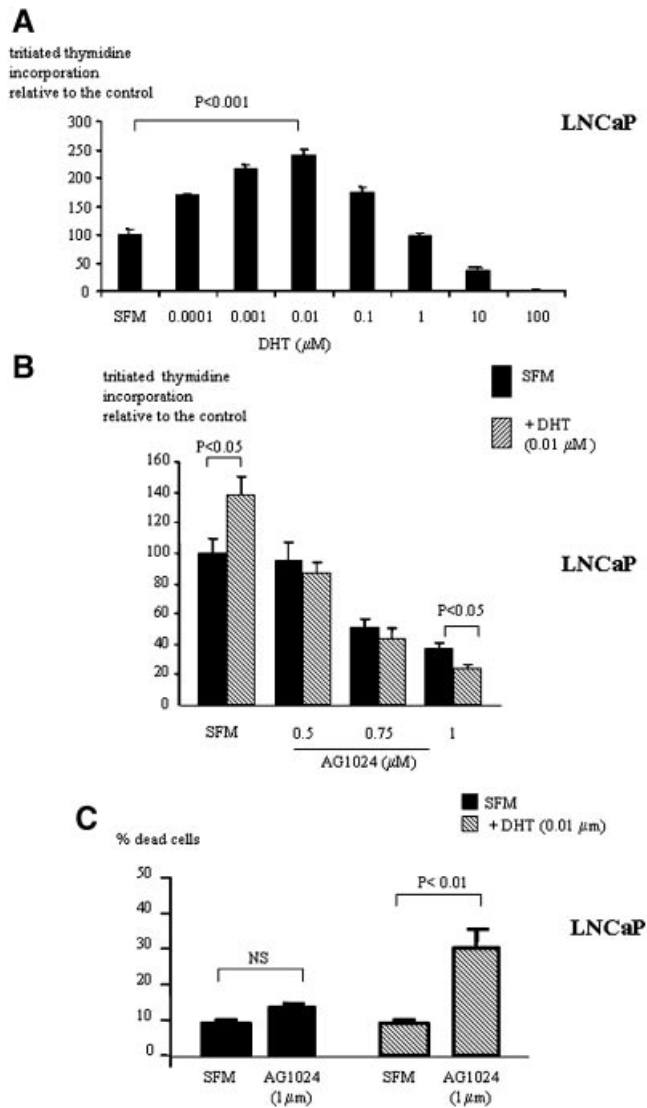 A
tritiated thymidine
incorporation
relative to the control
P<0.001
LNCaP
300
250
200
150
100
50
0
SFM 0.0001 0.001 0.01 0.1 1 10 100
DHT (µM)
B
tritiated thymidine
incorporation
relative to the control
SFM
+ DHT
(0.01 µM)
P<0.05
160
140
120
100
80
60
40
20
0
P<0.05
LNCaP
SFM 0.5 0.75 1
AG1024 (µM)
C
SFM
+ DHT (0.01 µm)
% dead cells
50
40
30
20
10
0
NS
P< 0.01
LNCaP
SFM AG1024 SFM AG1024
(1µm) (1µm)